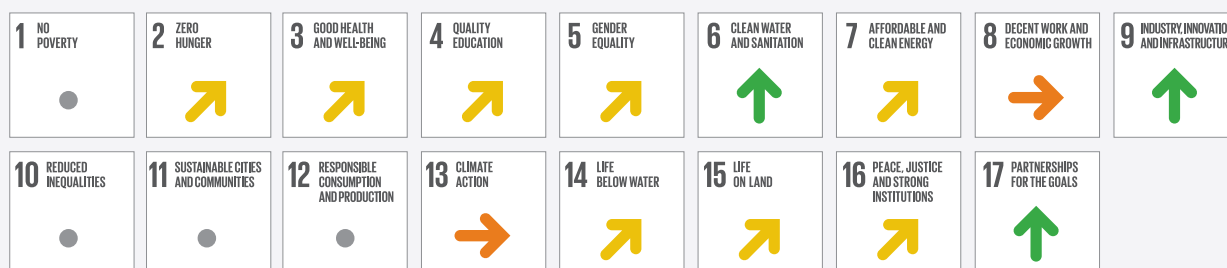 1 NO
POVERTY
2 ZERO
HUNGER
3 GOOD HEALTH
AND WELL-BEING
4 QUALITY
EDUCATION
5 GENDER
EQUALITY
6 CLEAN WATER
AND SANITATION
7 AFFORDABLE AND
CLEAN ENERGY
8 DECENT WORK AND
ECONOMIC GROWTH
9 INDUSTRY, INNOVATIO
AND INFRASTRUCTUR
10 REDUCED
INEQUALITIES
11 SUSTAINABLE CITIES
AND COMMUNITIES
12 RESPONSIBLE
CONSUMPTION
AND PRODUCTION
13 CLIMATE
ACTION
14 LIFE
BELOW WATER
15 LIFE
ON LAND
16 PEACE, JUSTICE
AND STRONG
INSTITUTIONS
17 PARTNERSHIPS
FOR THE GOALS